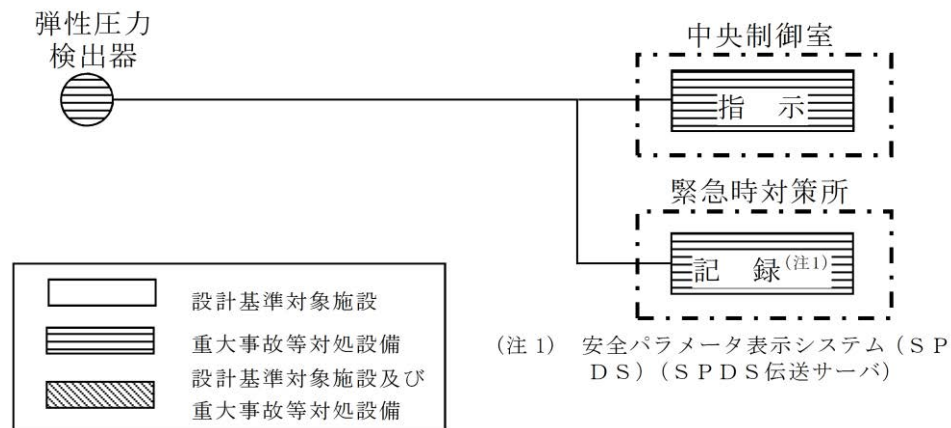 弾性圧力
検出器
中央制御室
指　示
緊急時対策所
記　録(注1)
設計基準対象施設
重大事故等対処設備
設計基準対象施設及び
重大事故等対処設備
(注 1)　安全パラメータ表示システム（ＳＰ
ＤＳ）（ＳＰＤＳ伝送サーバ）